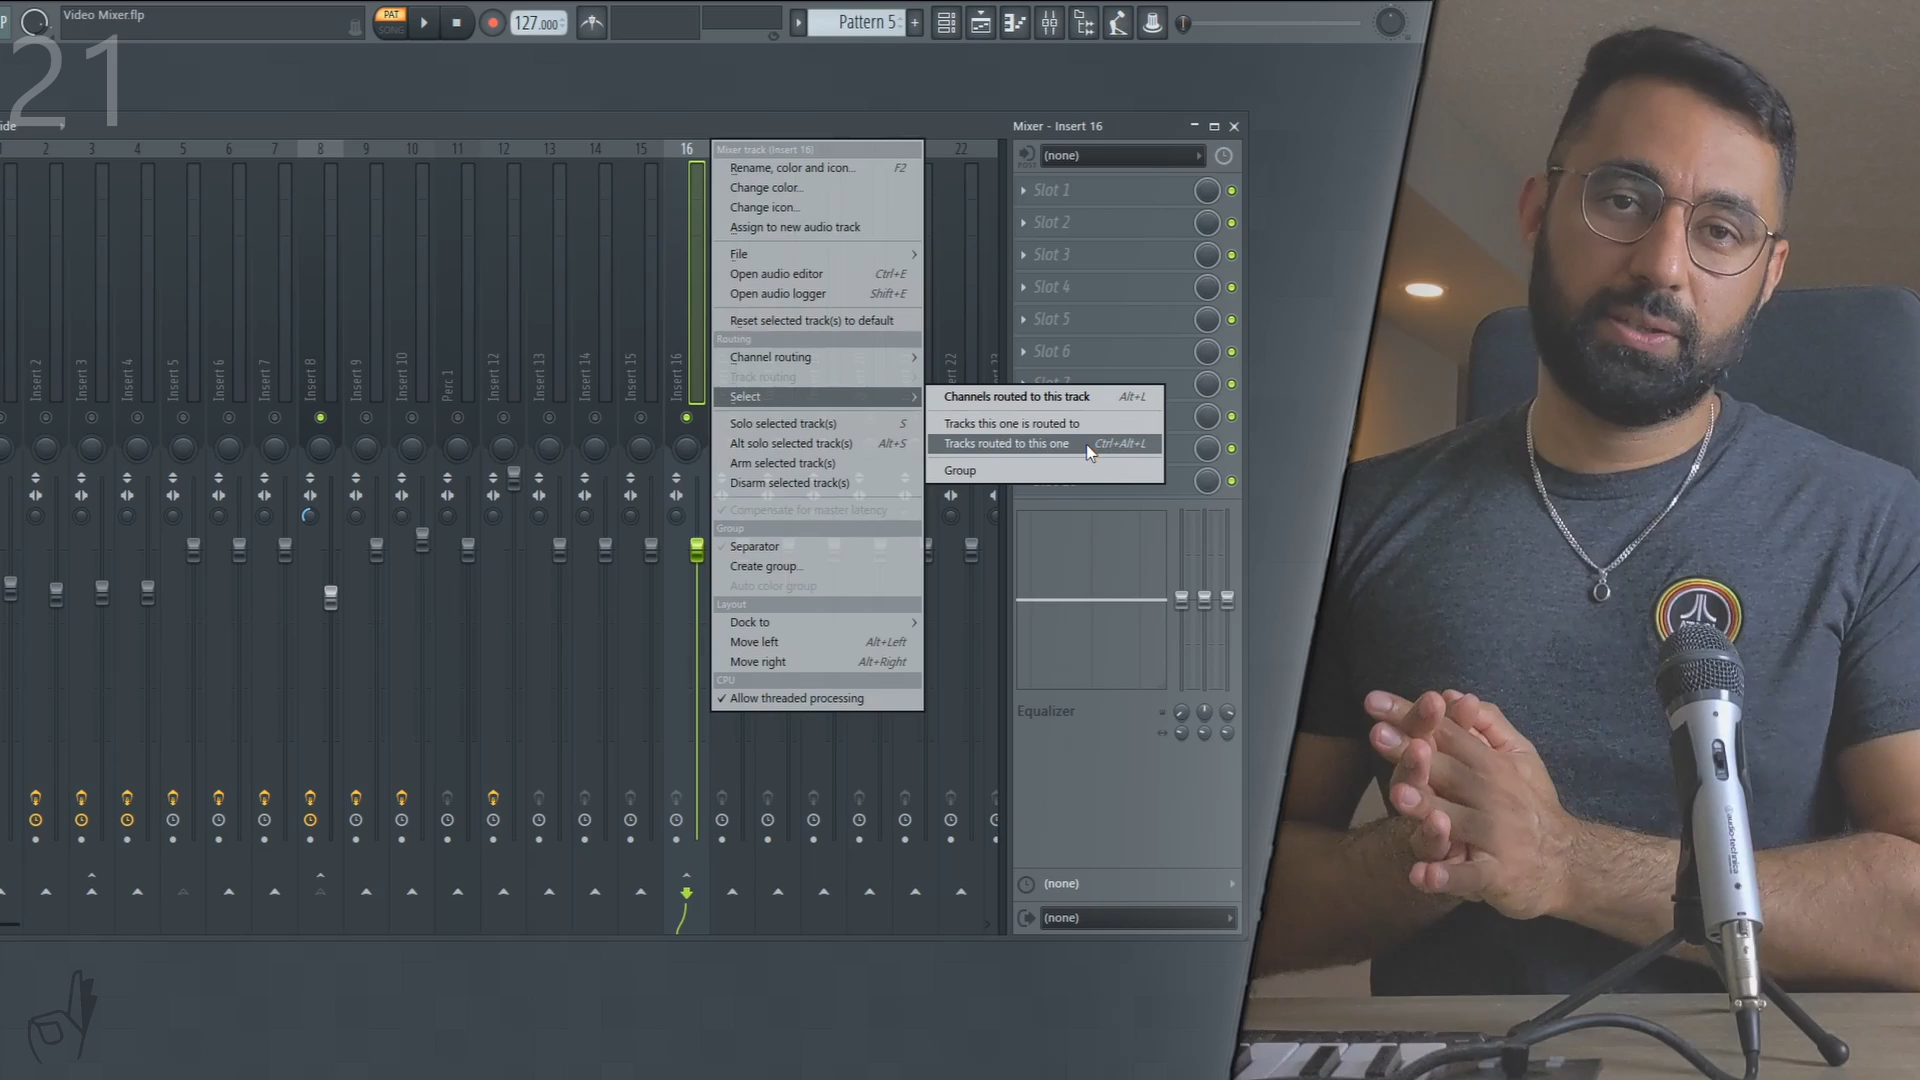 Video Mixer.flp
PAT
SONG
127.000
Pattern 5
21
ide
Mixer - Insert 16
2 3 4 5 6 7 8 9 10 11 12 13 14 15 16 22
Mixer track (Insert 16)
Rename, color and icon... F2
Change color...
Change icon...
Assign to new audio track
File
Open audio editor Ctrl+E
Open audio logger Shift+E
Reset selected track(s) to default
Routing
Channel routing
Track routing
Select
Solo selected track(s) S
Alt solo selected track(s) Alt+S
Arm selected track(s)
Disarm selected track(s)
Compensate for master latency
Group
Separator
Create group...
Auto color group
Layout
Dock to
Move left Alt+Left
Move right Alt+Right
CPU
Allow threaded processing
Channels routed to this track Alt+L
Tracks this one is routed to
Tracks routed to this one Ctrl+Alt+L
Group
Insert 2
Insert 3
Insert 4
Insert 5
Insert 6
Insert 7
Insert 8
Insert 9
Insert 10
Perc 1
Insert 12
Insert 13
Insert 14
Insert 15
Insert 16
POST
(none)
Slot 1
Slot 2
Slot 3
Slot 4
Slot 5
Slot 6
Equalizer
(none)
(none)
audio-technica